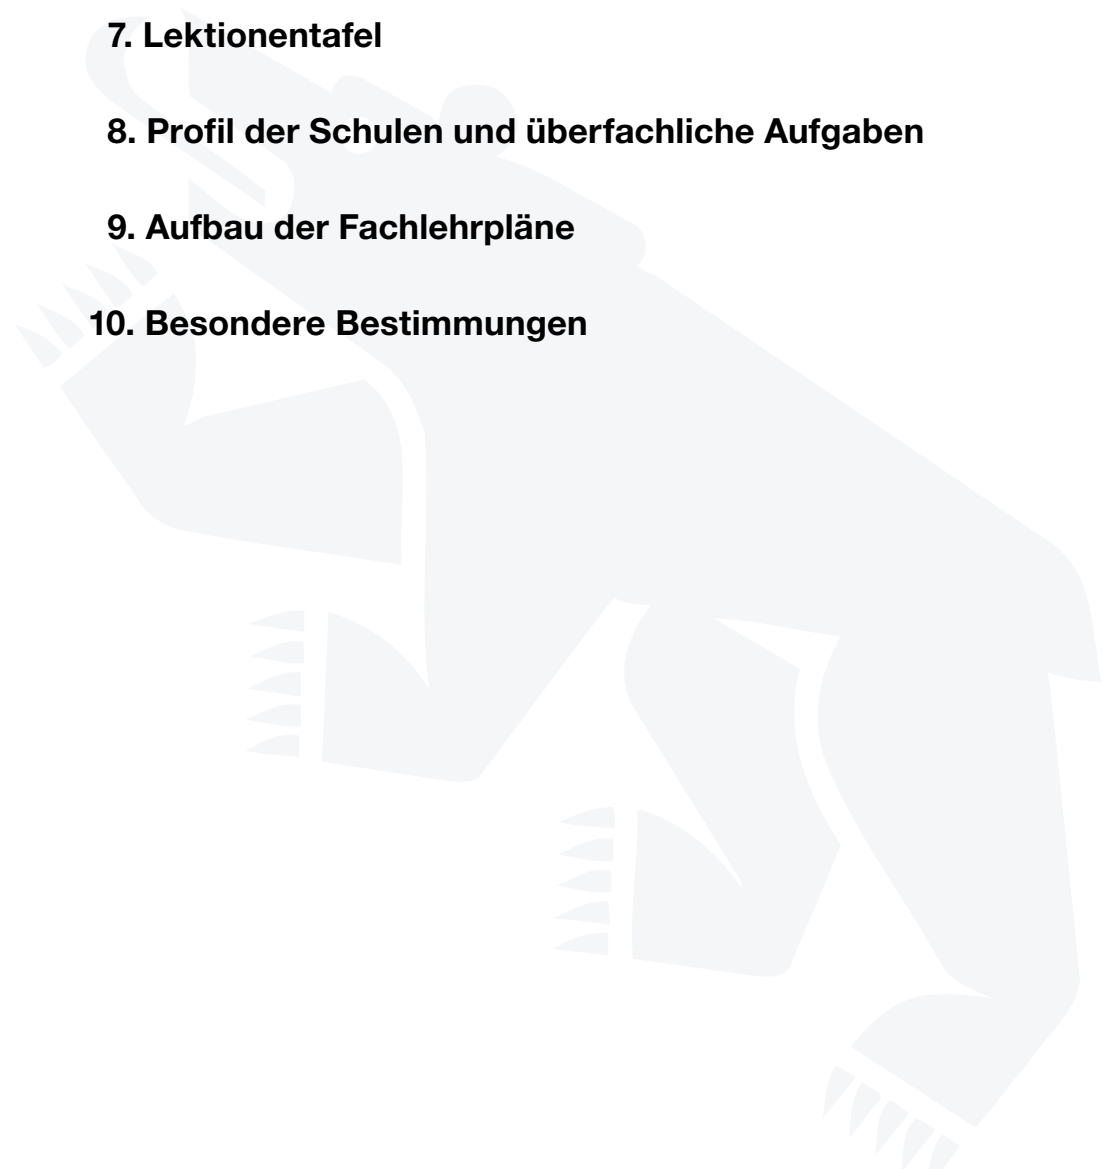 7. Lektionentafel
8. Profil der Schulen und überfachliche Aufgaben
9. Aufbau der Fachlehrpläne
10. Besondere Bestimmungen